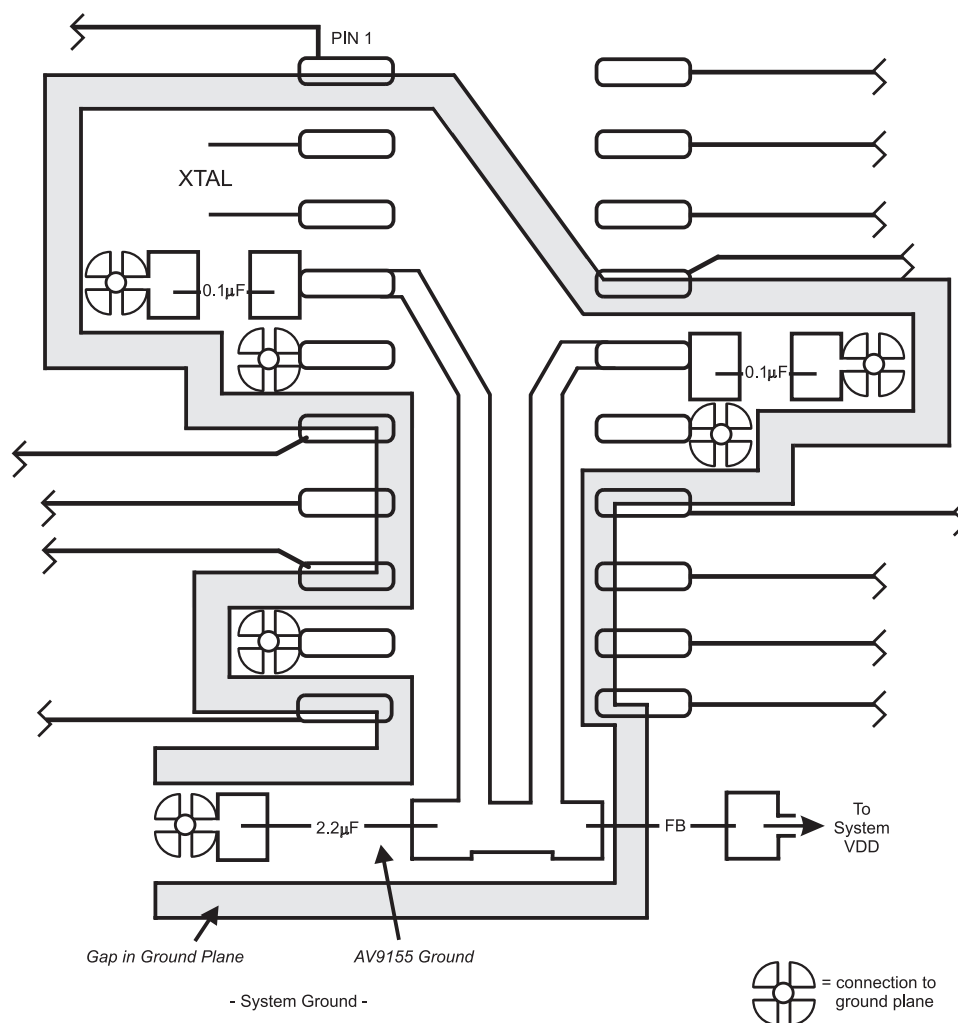 PIN 1
XTAL
0.1μF
0.1μF
2.2μF
FB
To
System
VDD
Gap in Ground Plane
AV9155 Ground
- System Ground -
= connection to
ground plane